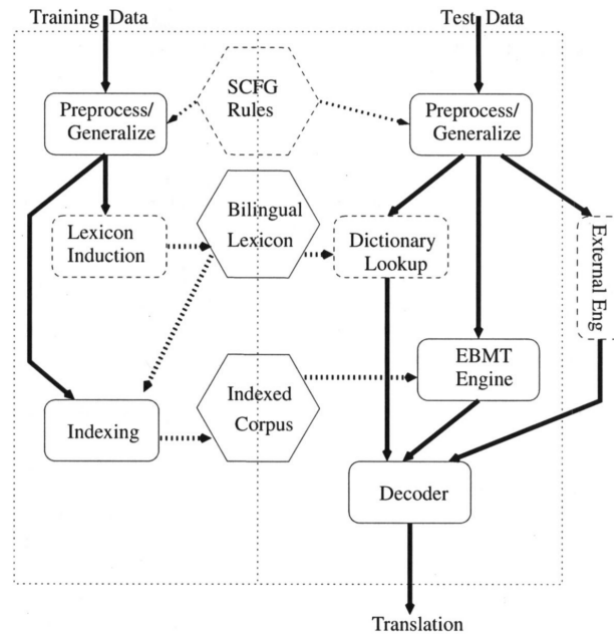 Training Data
Test Data
SCFG
Rules
Preprocess/
Generalize
Preprocess/
Generalize
Lexicon
Induction
Bilingual
Lexicon
Dictionary
Lookup
External Eng
EBMT
Engine
Indexed
Corpus
Indexing
Decoder
Translation